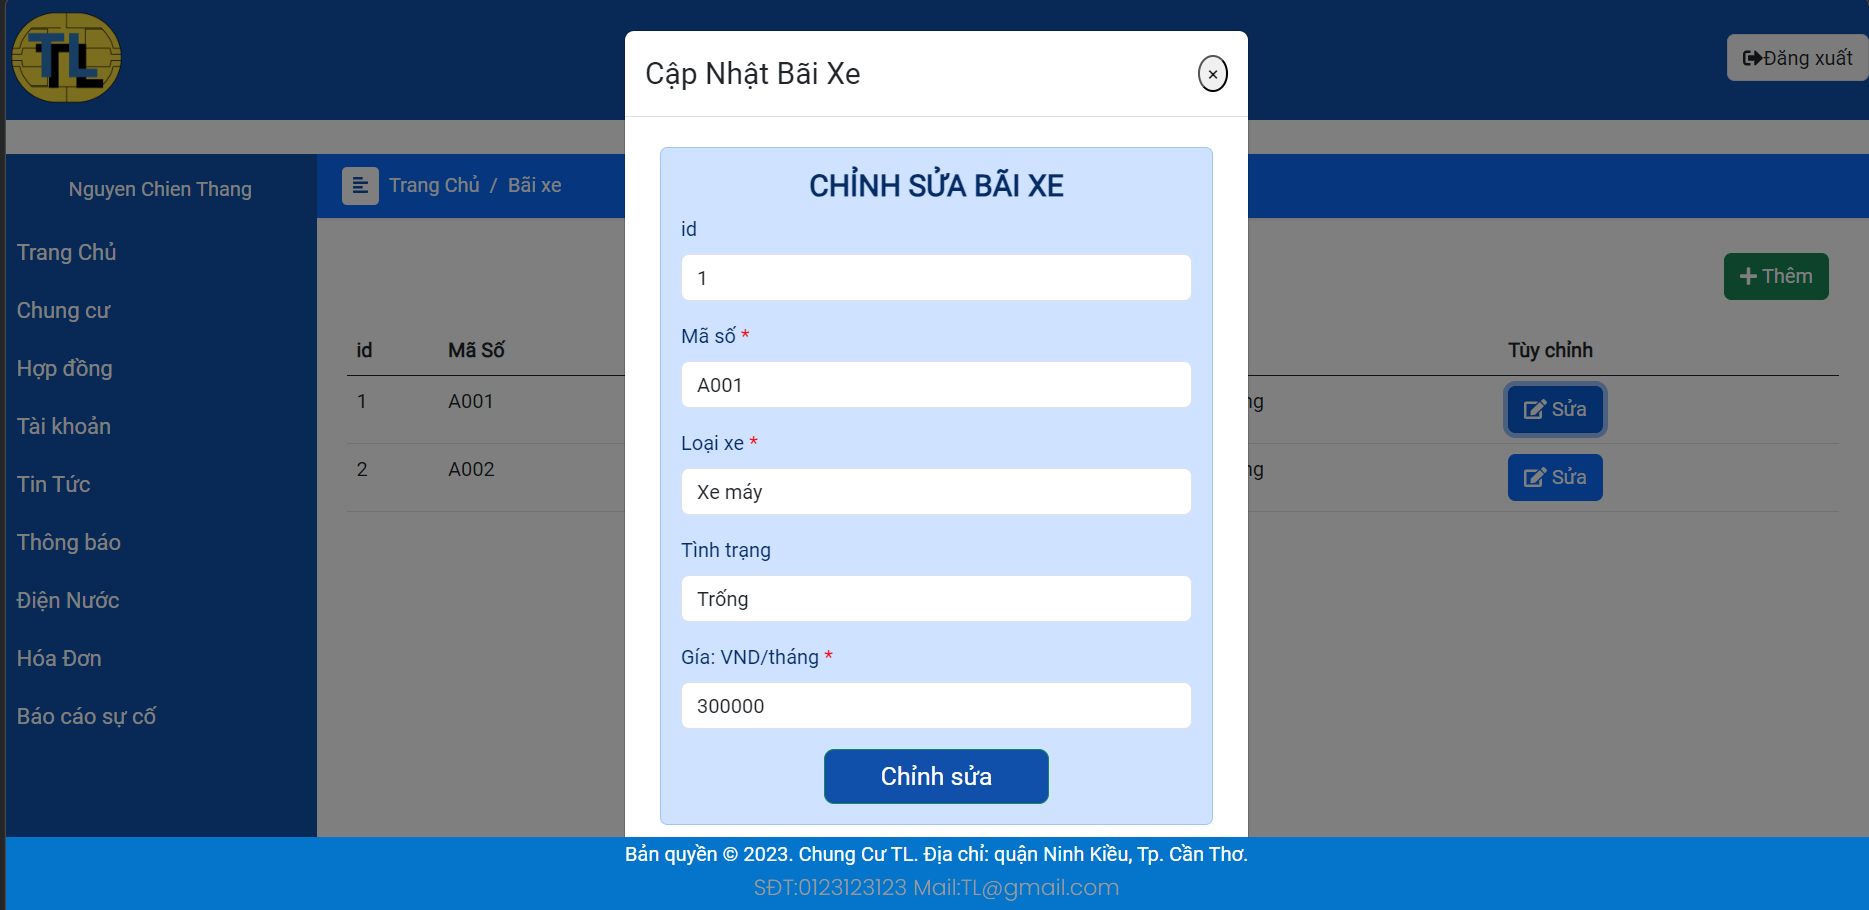 TL
Đăng xuất
Cập Nhật Bãi Xe
×
Nguyen Chien Thang
Trang Chủ / Bãi xe
Trang Chủ
Chung cư
Hợp đồng
Tài khoản
Tin Tức
Thông báo
Điện Nước
Hóa Đơn
Báo cáo sự cố
Thêm
id Mã Số Tùy chỉnh
1 A001 ng Sửa
2 A002 ng Sửa
CHỈNH SỬA BÃI XE
id
1
Mã số *
A001
Loại xe *
Xe máy
Tình trạng
Trống
Gía: VND/tháng *
300000
Chỉnh sửa
Bản quyền © 2023. Chung Cư TL. Địa chỉ: quận Ninh Kiều, Tp. Cần Thơ.
SĐT:0123123123 Mail:TL@gmail.com